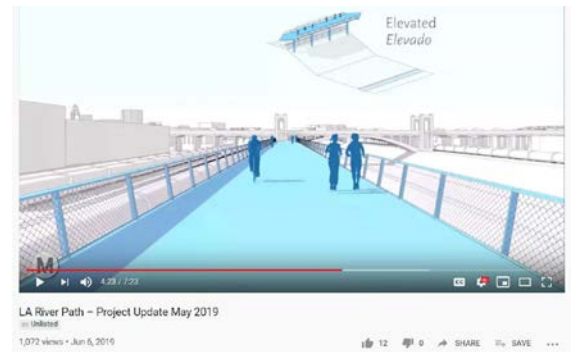 Elevated
Elevado
M
4:23 / 7:23
CC
LA River Path – Project Update May 2019
Unlisted
1,072 views • Jun 6, 2019
12
0
SHARE
SAVE